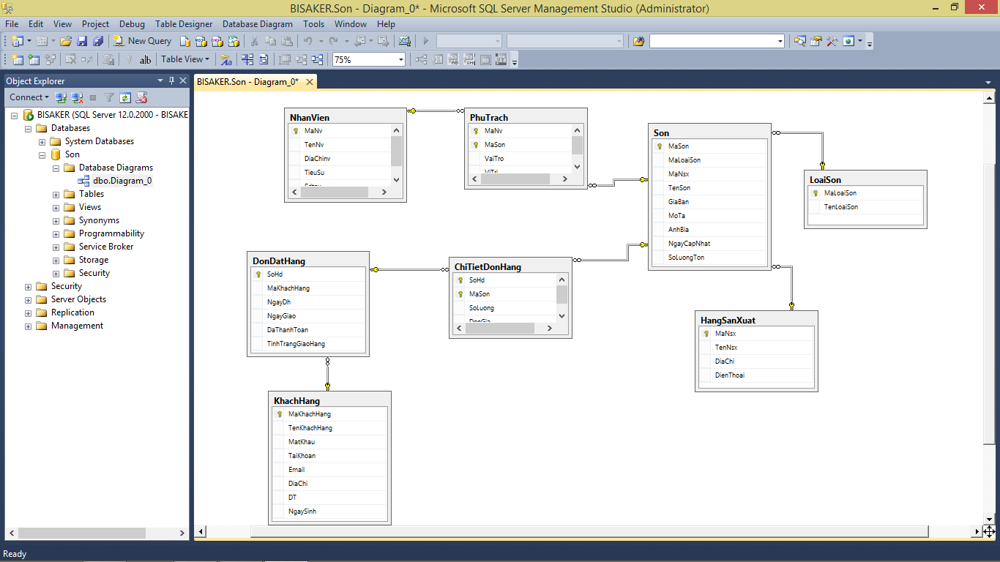 BISAKER.Son - Diagram_0* - Microsoft SQL Server Management Studio (Administrator)
File Edit View Project Debug Table Designer Database Diagram Tools Window Help
New Query
Table View 75%
Object Explorer
Connect
BISAKER (SQL Server 12.0.2000 - BISAKE
Databases
System Databases
Son
Database Diagrams
dbo.Diagram_0
Tables
Views
Synonyms
Programmability
Service Broker
Storage
Security
Security
Server Objects
Replication
Management
BISAKER.Son - Diagram_0*
NhanVien
MaNv
TenNv
DiaChinv
TieuSu
PhuTrach
MaNv
MaSon
VaiTro
ViTri
Son
MaSon
MaLoaiSon
MaNsx
TenSon
GiaBan
MoTa
AnhBia
NgayCapNhat
SoLuongTon
LoaiSon
MaLoaiSon
TenLoaiSon
DonDatHang
SoHd
MaKhachHang
NgayDh
NgayGiao
DaThanhToan
TinhTrangGiaoHang
ChiTietDonHang
SoHd
MaSon
SoLuong
DonGia
HangSanXuat
MaNsx
TenNsx
DiaChi
DienThoai
KhachHang
MaKhachHang
TenKhachHang
MatKhau
TaiKhoan
Email
DiaChi
DT
NgaySinh
Ready